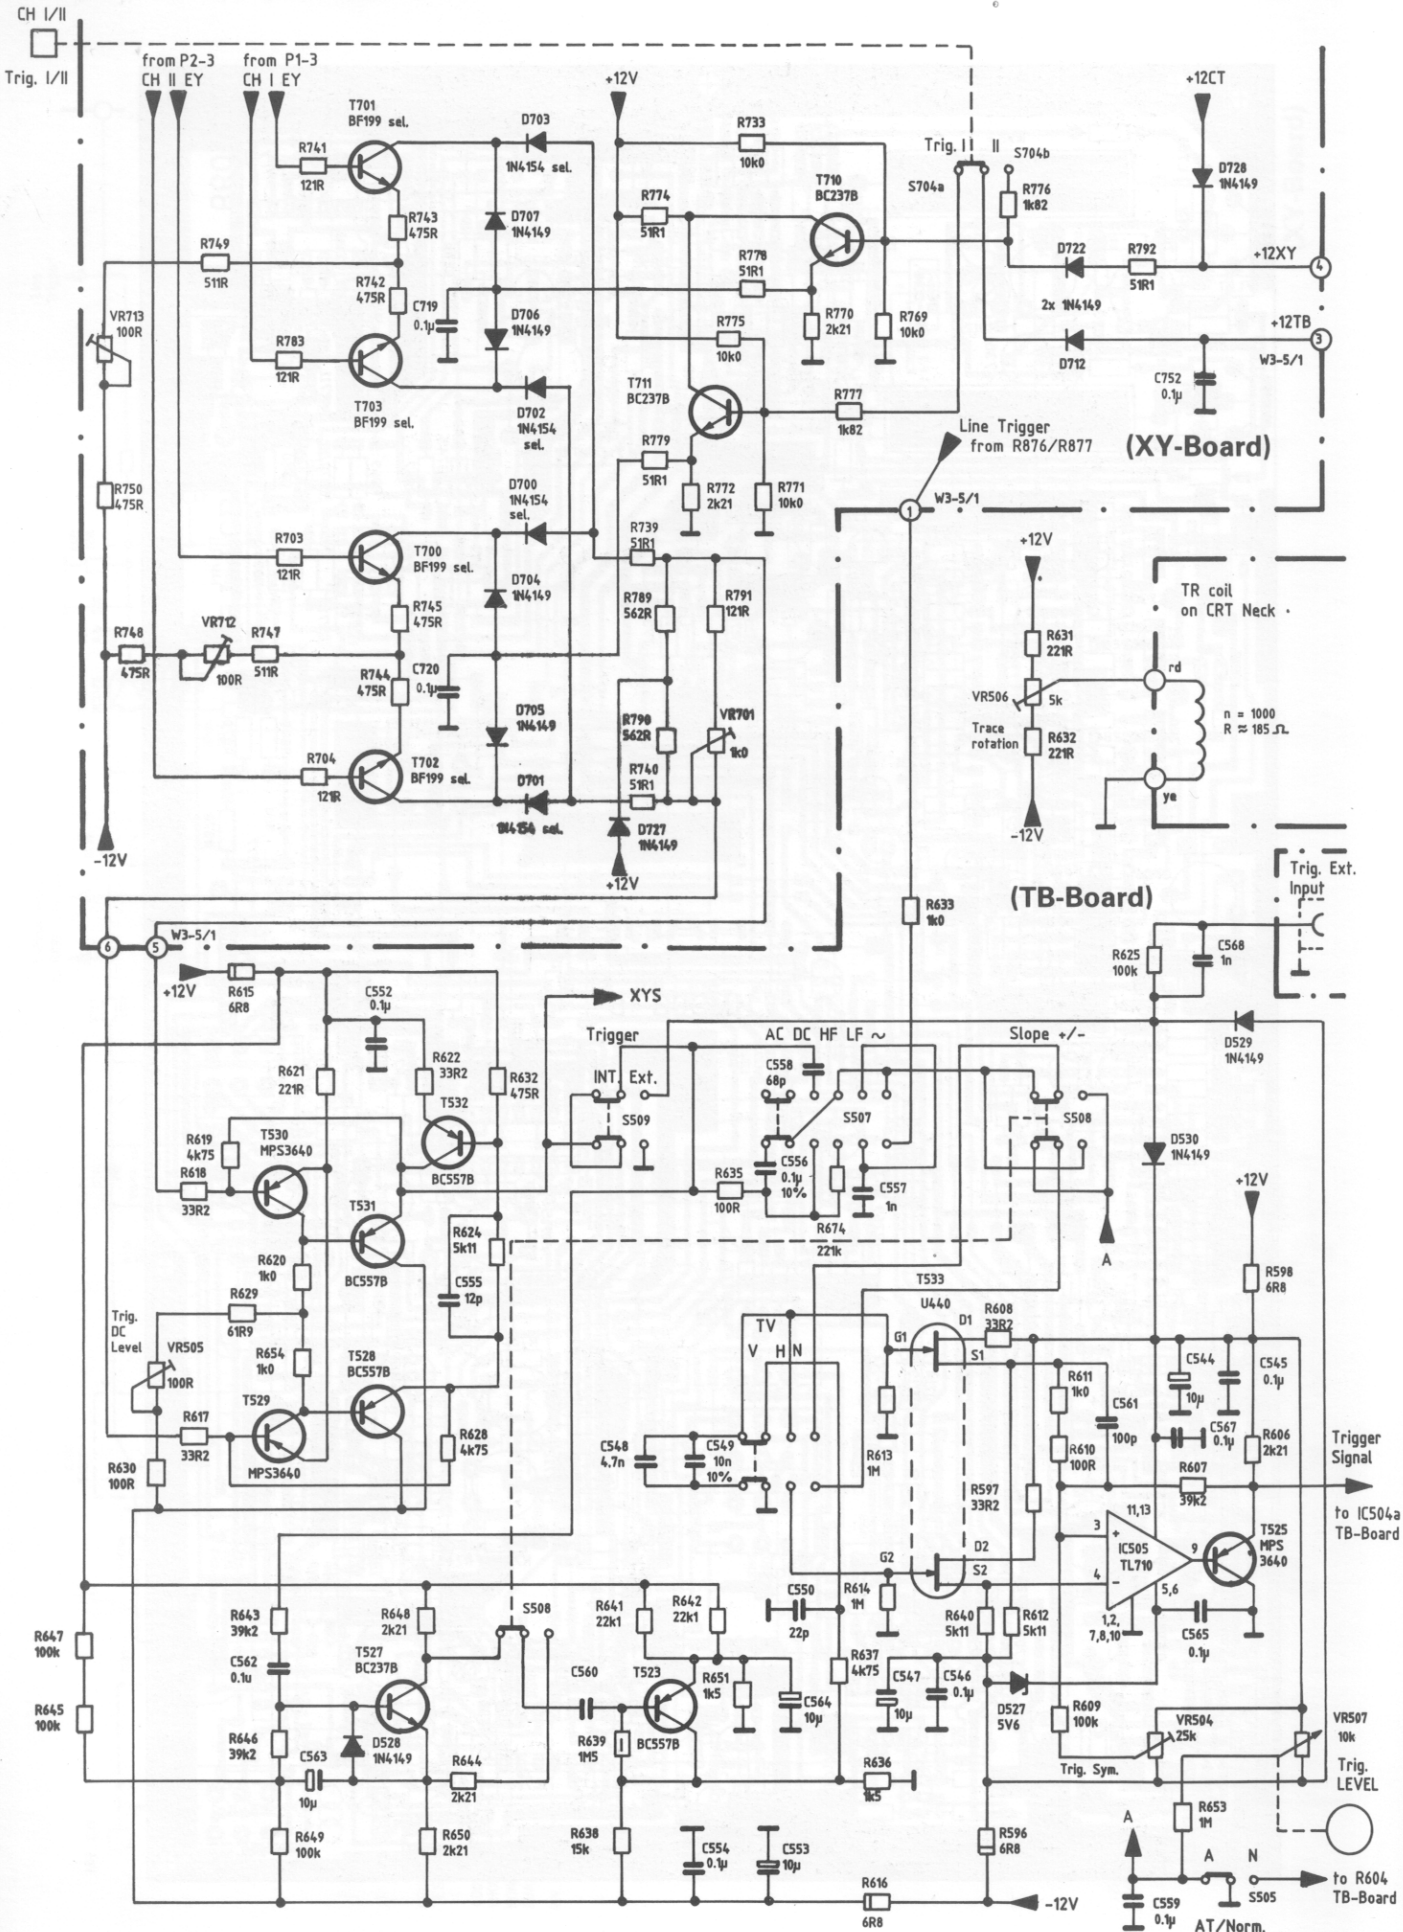 CH I/II
Trig. I/II
from P2-3
CH II EY
from P1-3
CH I EY
T701
BF199 sel.
D703
1N4154 sel.
+12V
R733
10k0
Trig. I II
S704b
S704a
+12CT
D728
1N4149
R741
121R
R743
475R
D707
1N4149
R774
51R1
T710
BC237B
R776
1k82
R749
511R
R742
475R
C719
0.1µ
D706
1N4149
R778
51R1
D722
R792
51R1
+12XY
4
2x 1N4149
VR713
100R
R783
121R
R775
10k0
R770
2k21
R769
10k0
+12TB
3
D712
W3-5/1
C752
0.1µ
T703
BF199 sel.
D702
1N4154
sel.
T711
BC237B
R777
1k82
Line Trigger
from R876/R877
(XY-Board)
R779
51R1
R750
475R
D700
1N4154
sel.
R772
2k21
R771
10k0
1
W3-5/1
R703
121R
T700
BF199 sel.
R739
51R1
+12V
D704
1N4149
R789
562R
R791
121R
TR coil
on CRT Neck
R745
475R
R748
475R
VR712
100R
R747
511R
R744
475R
C720
0.1µ
R631
221R
rd
VR506
5k
Trace
rotation
R632
221R
n = 1000
R ≈ 185 Ω
ye
-12V
D705
1N4149
R790
562R
VR701
1k0
R704
121R
T702
BF199 sel.
D701
1N4154 sel.
R740
51R1
D727
1N4149
+12V
-12V
Trig. Ext.
Input
(TB-Board)
R633
1k0
6
5
W3-5/1
R625
100k
C568
1n
+12V
R615
6R8
C552
0.1µ
XYS
Trigger
AC DC HF LF ~
Slope +/-
D529
1N4149
R621
221R
R622
33R2
R632
475R
INT. Ext.
S509
C558
68p
S507
S508
T532
BC557B
D530
1N4149
R619
4k75
T530
MPS3640
R618
33R2
R635
100R
C556
0.1µ
10%
C557
1n
R674
221k
+12V
T531
BC557B
R624
5k11
A
R620
1k0
C555
12p
T533
U440
R598
6R8
R629
61R9
Trig.
DC
Level
VR505
100R
R654
1k0
T528
BC557B
TV
V H N
G1
D1
S1
R608
33R2
C544
10µ
C545
0.1µ
R611
1k0
C561
100p
T529
MPS3640
R617
33R2
R630
100R
R628
4k75
C548
4.7n
C549
10n
10%
R613
1M
R597
33R2
R610
100R
C567
0.1µ
R606
2k21
R607
39k2
Trigger
Signal
to IC504a
TB-Board
11,13
3
+
IC505
TL710
9
4
-
5,6
1,2,
7,8,10
T525
MPS
3640
G2
D2
S2
C550
22p
R614
1M
R640
5k11
R612
5k11
C565
0.1µ
R643
39k2
R648
2k21
S508
R641
22k1
R642
22k1
R647
100k
C562
0.1u
T527
BC237B
C560
T523
BC557B
R651
1k5
C564
10µ
R637
4k75
C547
10µ
C546
0.1µ
D527
5V6
R645
100k
R646
39k2
D528
1N4149
C563
10µ
R644
2k21
R639
1M5
R609
100k
VR504
25k
Trig. Sym.
VR507
10k
Trig.
LEVEL
R636
1k5
R649
100k
R650
2k21
R638
15k
C554
0.1µ
C553
10µ
R596
6R8
R653
1M
A
R616
6R8
-12V
A N
S505
to R604
TB-Board
C559
0.1µ
AT/Norm.